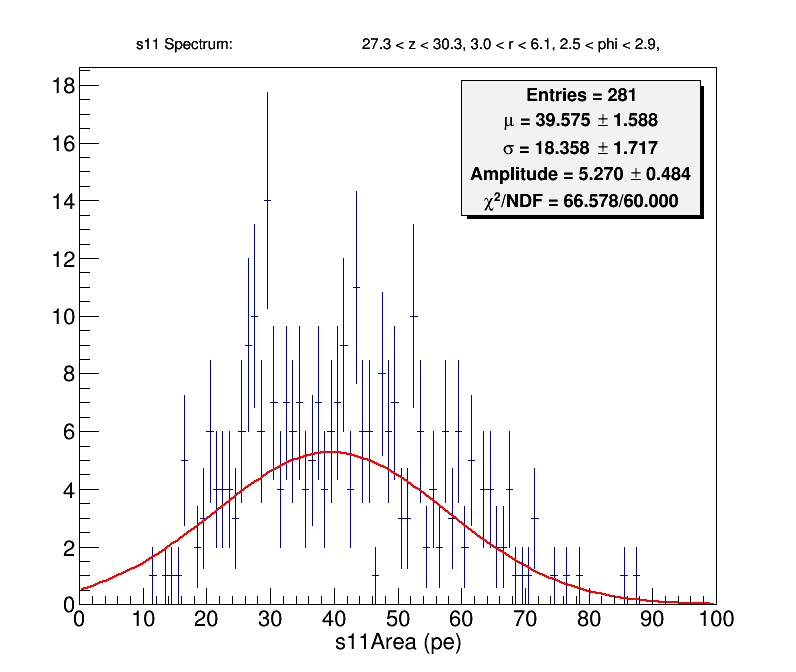 s11 Spectrum: 27.3 < z < 30.3, 3.0 < r < 6.1, 2.5 < phi < 2.9,
Entries = 281
μ = 39.575 ± 1.588
σ = 18.358 ± 1.717
Amplitude = 5.270 ± 0.484
χ²/NDF = 66.578/60.000
18
16
14
12
10
8
6
4
2
0
0 10 20 30 40 50 60 70 80 90 100
s11Area (pe)